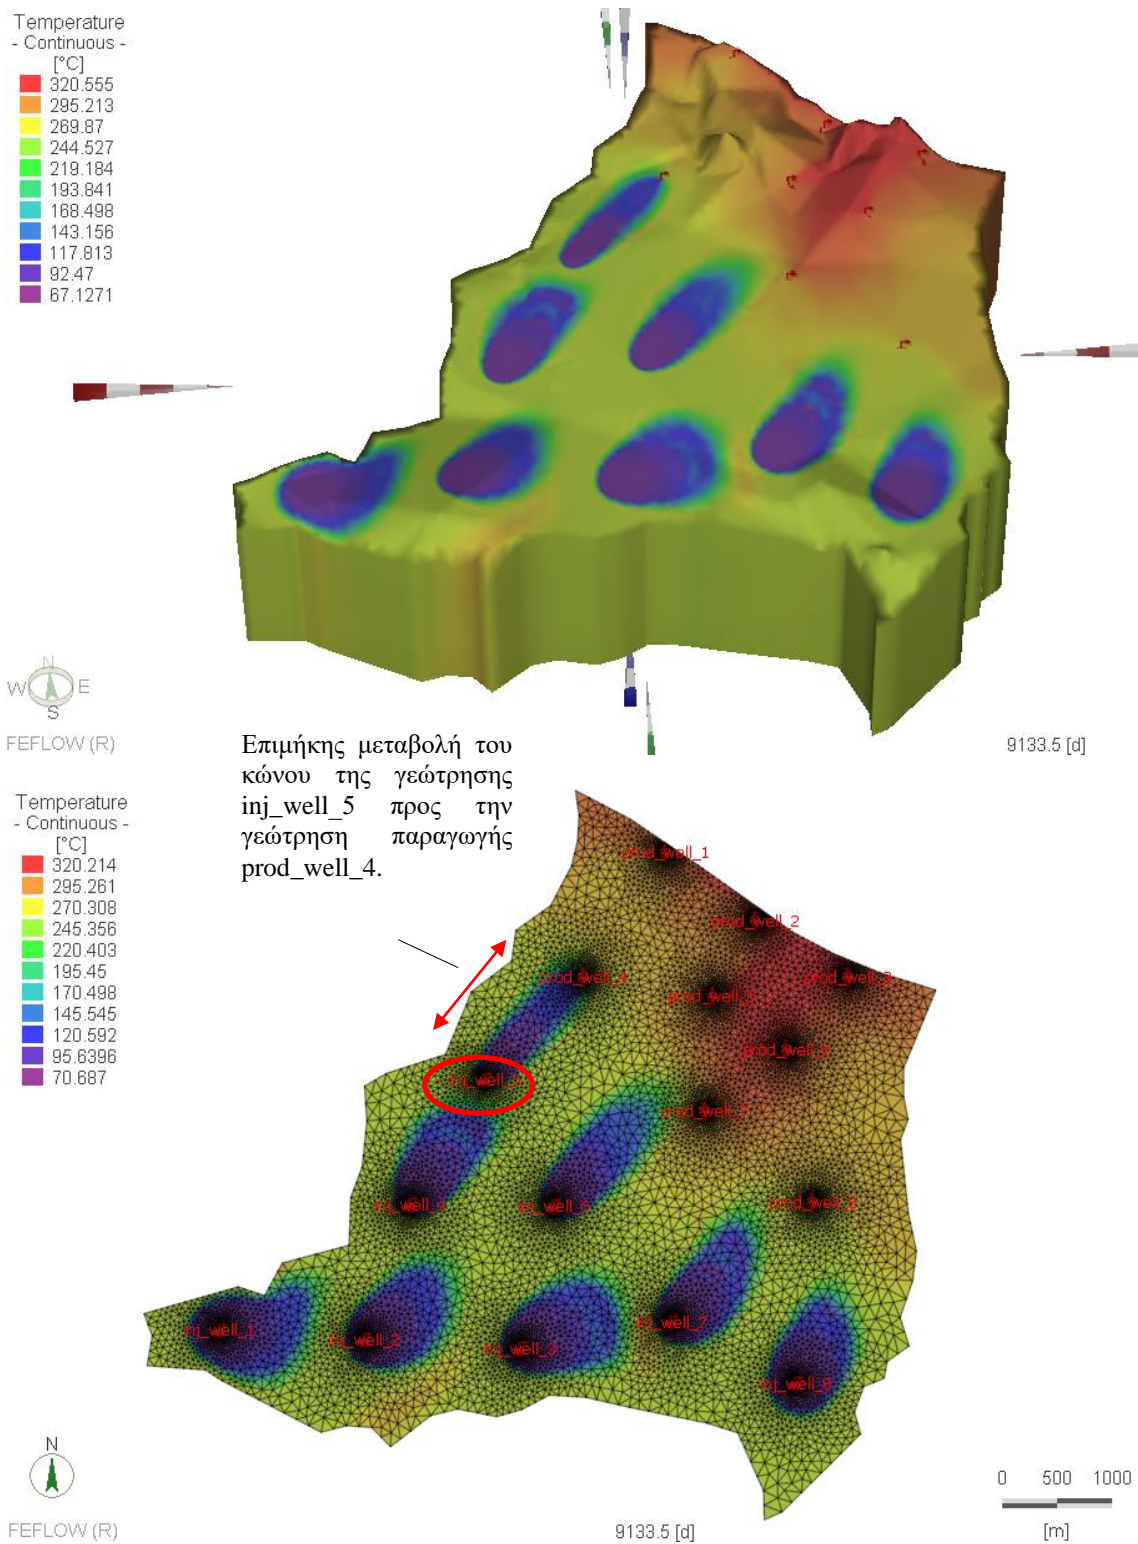 Temperature
- Continuous -
[°C]
320.555
295.213
269.87
244.527
219.184
193.841
168.498
143.156
117.813
92.47
67.1271
N
W E
S
FEFLOW (R)
9133.5 [d]
Επιμήκης μεταβολή του
κώνου της γεώτρησης
inj_well_5 προς την
γεώτρηση παραγωγής
prod_well_4.
Temperature
- Continuous -
[°C]
320.214
295.261
270.308
245.356
220.403
195.45
170.498
145.545
120.592
95.6396
70.687
prod_well_1
prod_well_2
prod_well_4
prod_well_3
prod_well_5
prod_well_7
inj_well_4
inj_well_6
inj_well_1
inj_well_2
inj_well_3
inj_well_7
inj_well_8
N
FEFLOW (R)
9133.5 [d]
0 500 1000
[m]